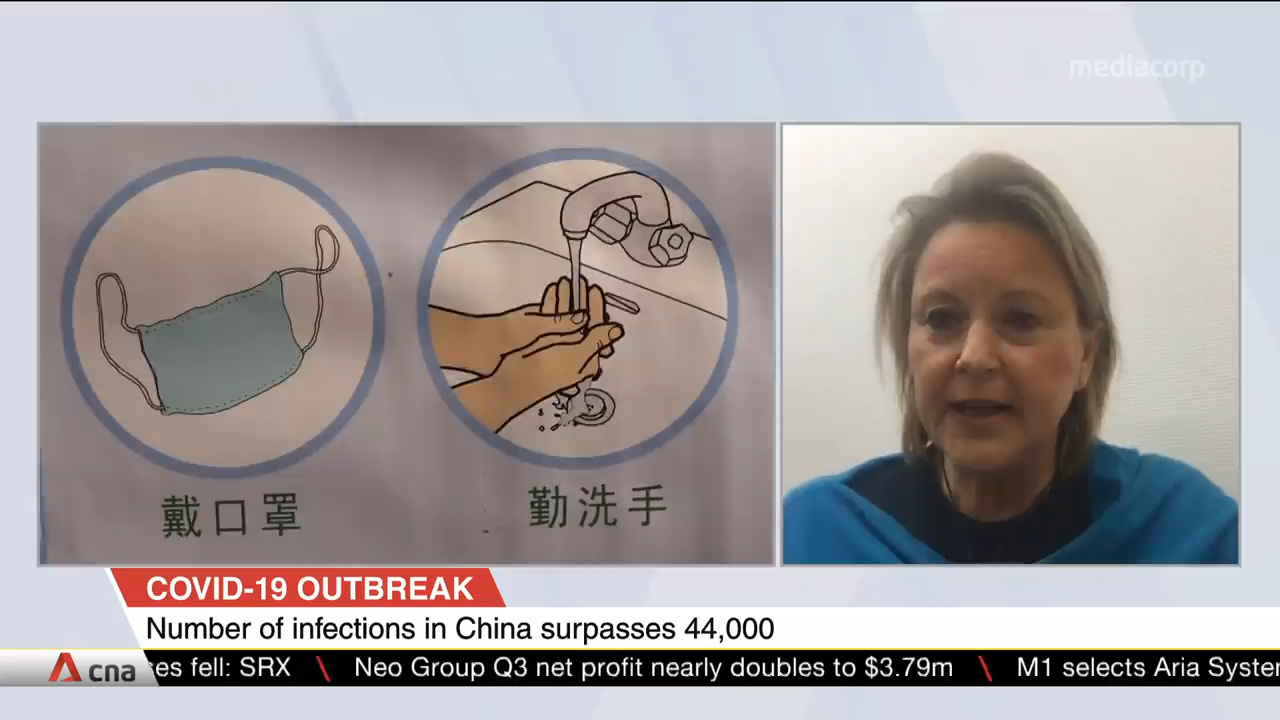 mediacorp
戴口罩
勤洗手
COVID-19 OUTBREAK
Number of infections in China surpasses 44,000
cna
es fell: SRX \ Neo Group Q3 net profit nearly doubles to $3.79m \ M1 selects Aria System